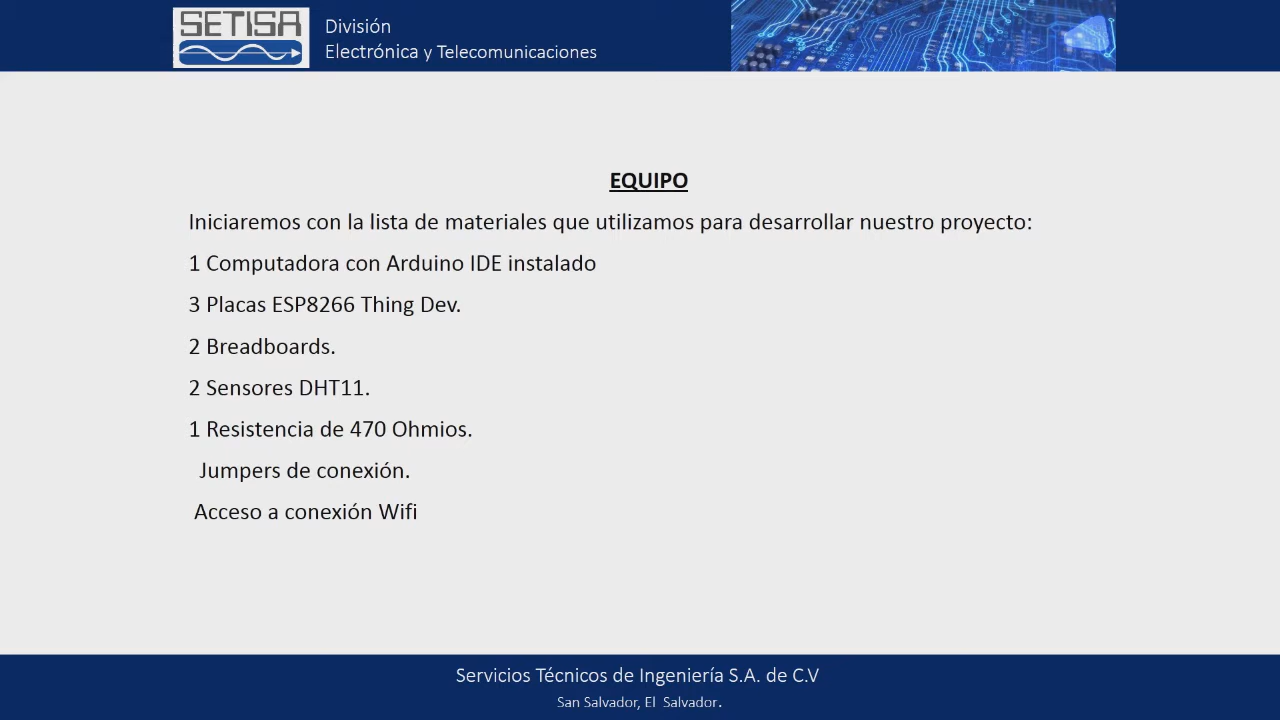 SETISA
División
Electrónica y Telecomunicaciones
EQUIPO
Iniciaremos con la lista de materiales que utilizamos para desarrollar nuestro proyecto:
1 Computadora con Arduino IDE instalado
3 Placas ESP8266 Thing Dev.
2 Breadboards.
2 Sensores DHT11.
1 Resistencia de 470 Ohmios.
Jumpers de conexión.
Acceso a conexión Wifi
Servicios Técnicos de Ingeniería S.A. de C.V
San Salvador, El Salvador.